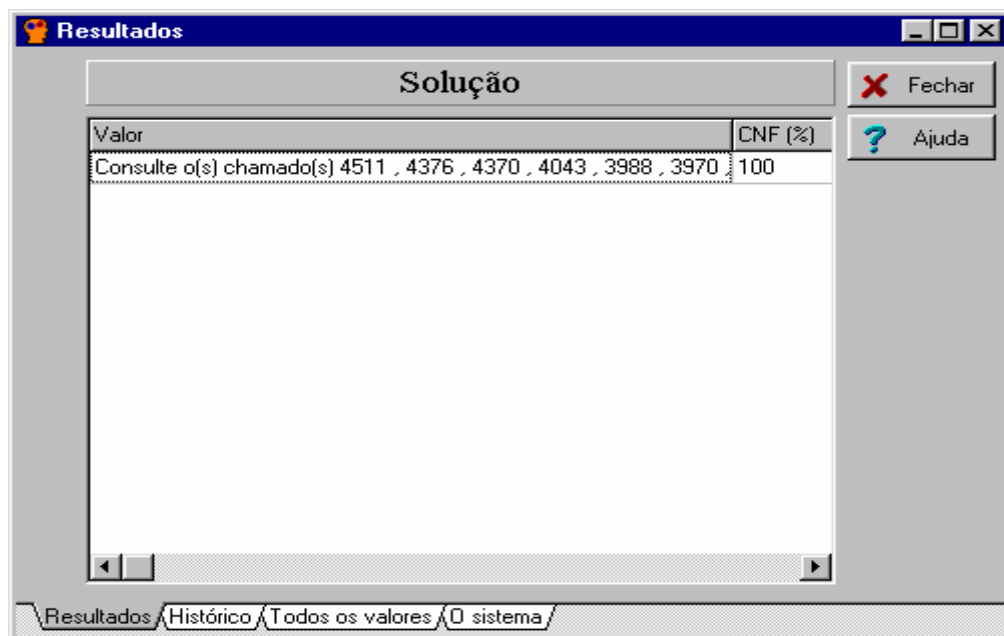 Resultados
Solução
Fechar
Ajuda
Valor CNF (%)
Consulte o(s) chamado(s) 4511 , 4376 , 4370 , 4043 , 3988 , 3970 , 100
Resultados Histórico Todos os valores O sistema